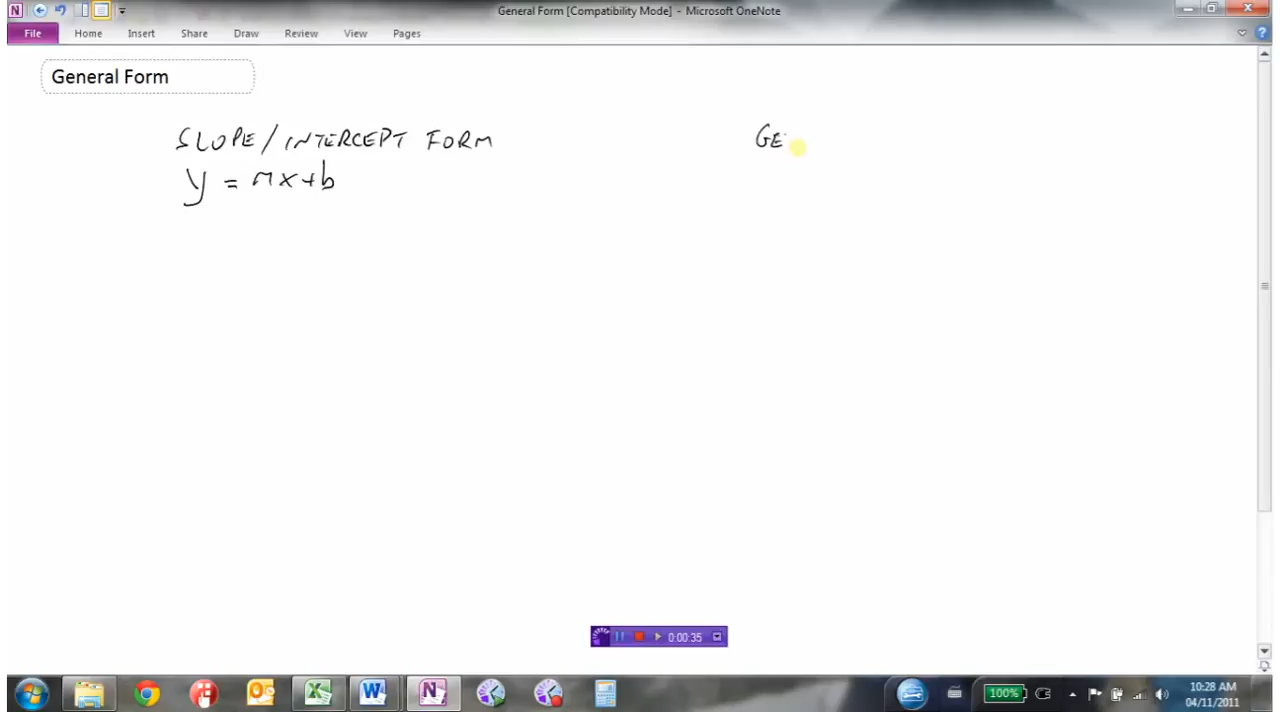 General Form [Compatibility Mode] - Microsoft OneNote
File Home Insert Share Draw Review View Pages
General Form
SLOPE/INTERCEPT FORM GE
y = mx+b
0:00:35
100% 10:28 AM
04/11/2011